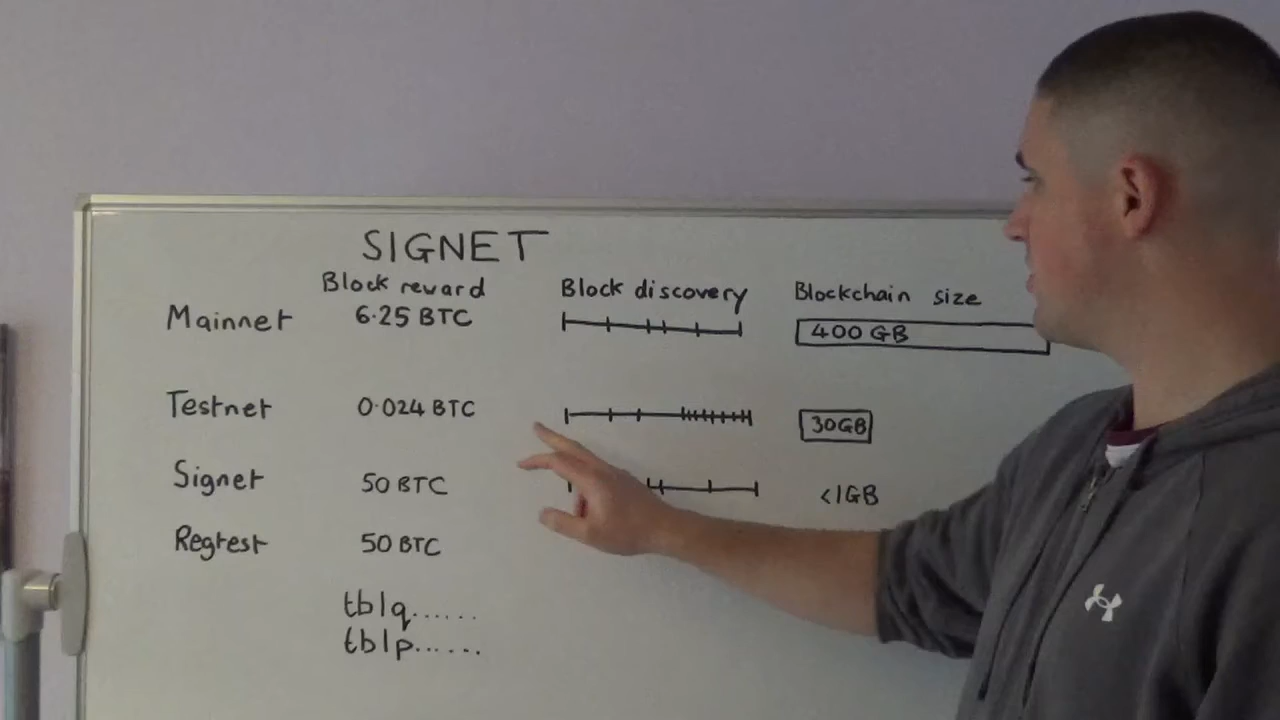 SIGNET
Block reward Block discovery Blockchain size
Mainnet 6.25 BTC 400 GB
Testnet 0.024 BTC 30GB
Signet 50 BTC <1GB
Regtest 50 BTC
tb1q......
tb1p......